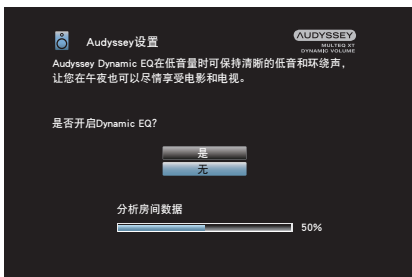 Audyssey设置
AUDYSSEY
MULTEQ XT
DYNAMIC VOLUME
Audyssey Dynamic EQ在低音量时可保持清晰的低音和环绕声，
让您在午夜也可以尽情享受电影和电视。
是否开启Dynamic EQ?
是
无
分析房间数据
50%